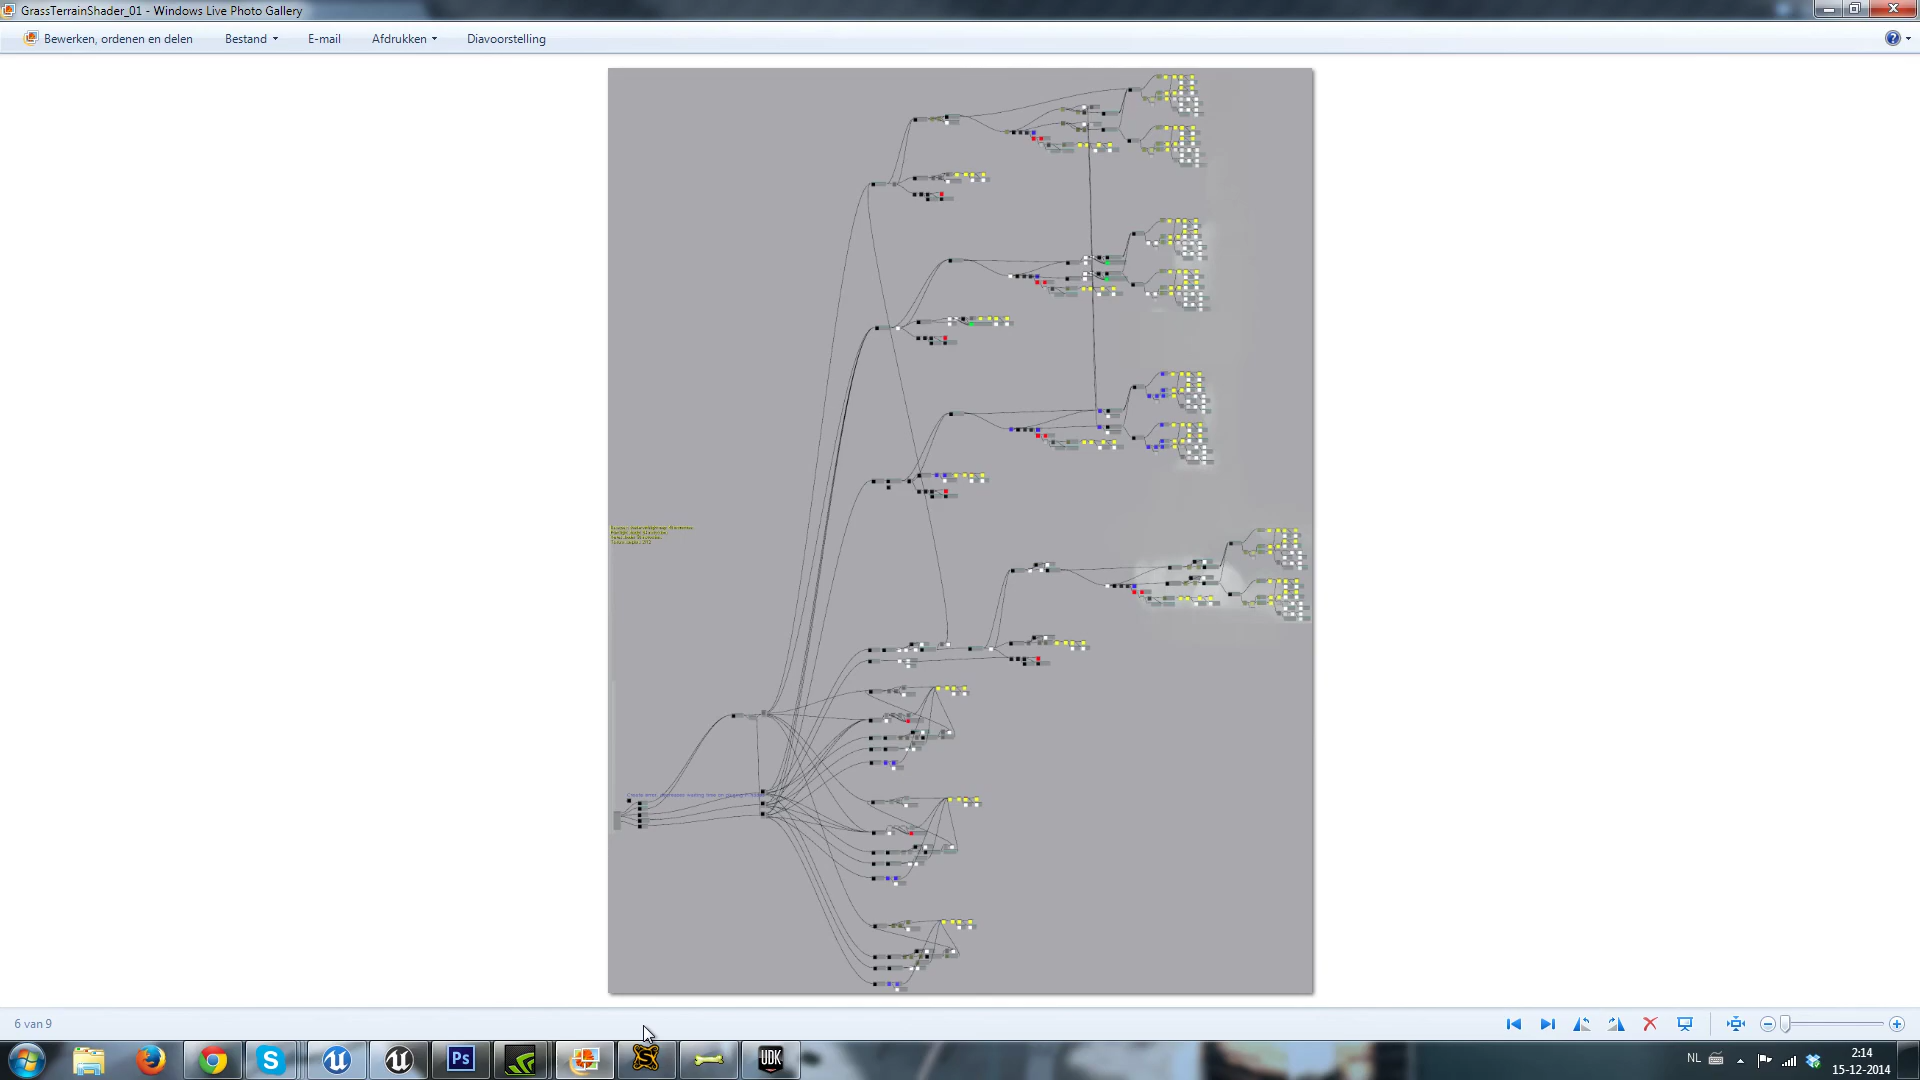 GrassTerrainShader_01 - Windows Live Photo Gallery
Bewerken, ordenen en delen
Bestand
E-mail
Afdrukken
Diavoorstelling
6 van 9
Ps
UDK
NL
2:14
15-12-2014